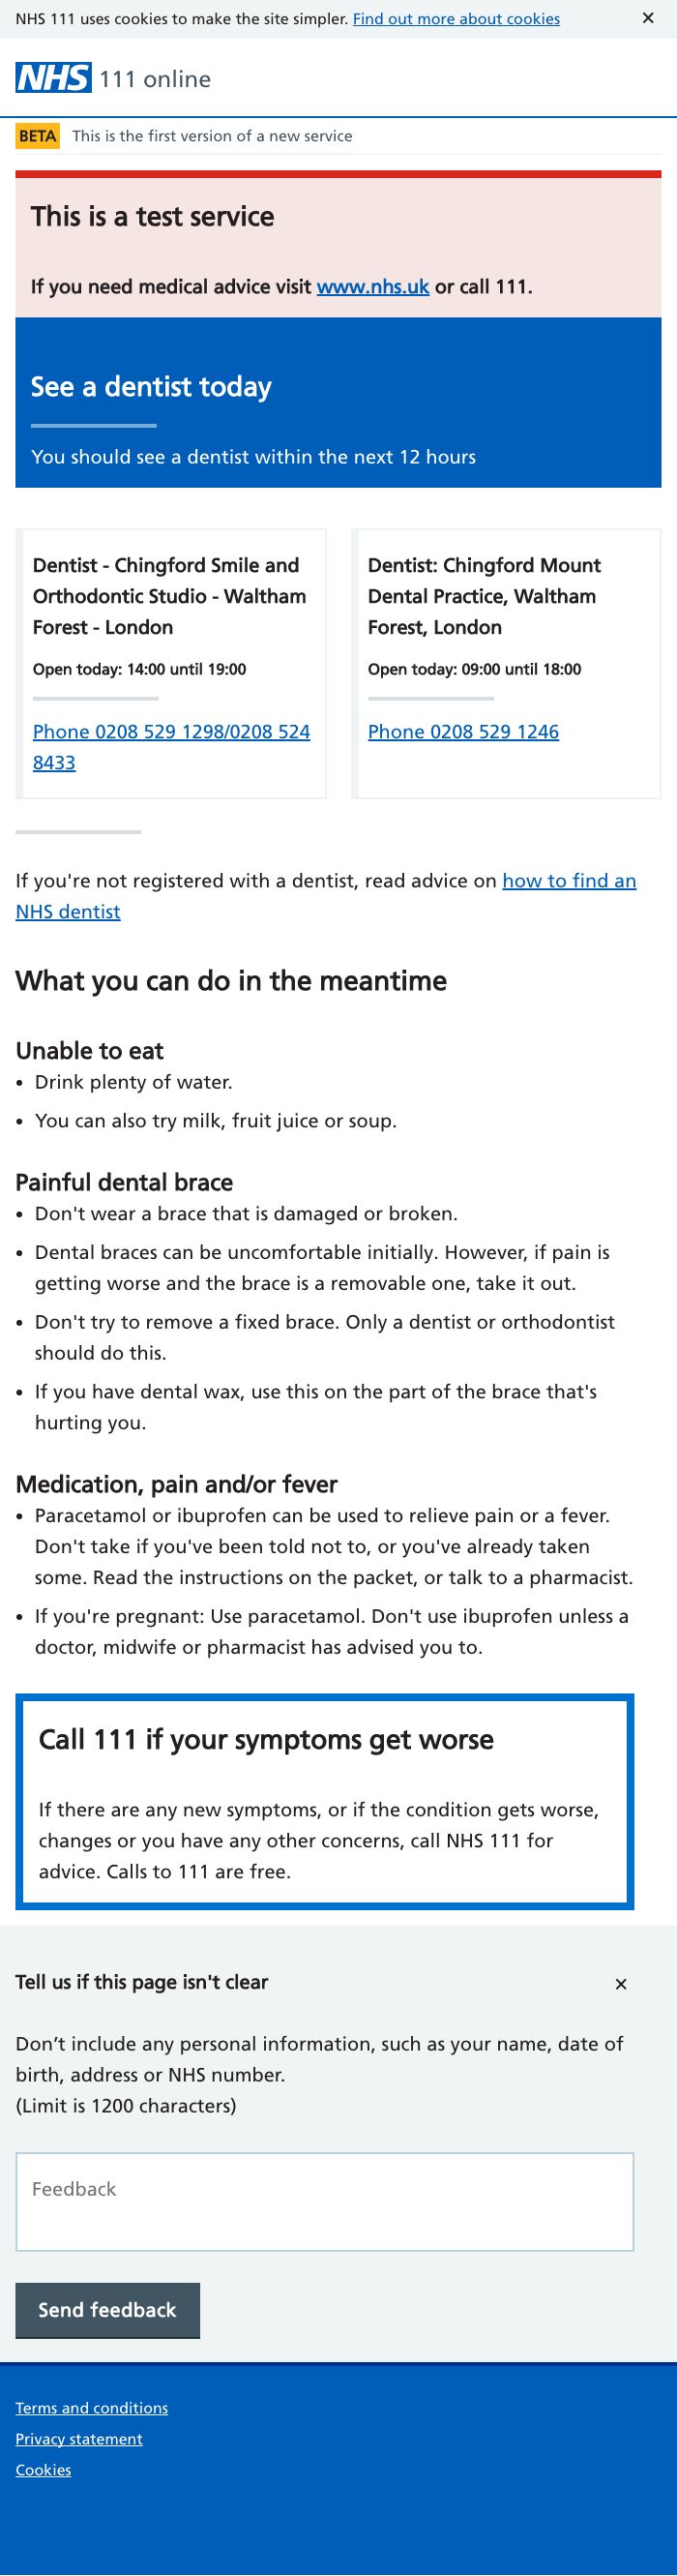 NHS 111 uses cookies to make the site simpler. Find out more about cookies ✕
NHS 111 online
BETA This is the first version of a new service
This is a test service
If you need medical advice visit www.nhs.uk or call 111.
See a dentist today
You should see a dentist within the next 12 hours
Dentist - Chingford Smile and
Orthodontic Studio - Waltham
Forest - London
Open today: 14:00 until 19:00
Phone 0208 529 1298/0208 524
8433
Dentist: Chingford Mount
Dental Practice, Waltham
Forest, London
Open today: 09:00 until 18:00
Phone 0208 529 1246
If you're not registered with a dentist, read advice on how to find an
NHS dentist
What you can do in the meantime
Unable to eat
• Drink plenty of water.
• You can also try milk, fruit juice or soup.
Painful dental brace
• Don't wear a brace that is damaged or broken.
• Dental braces can be uncomfortable initially. However, if pain is
getting worse and the brace is a removable one, take it out.
• Don't try to remove a fixed brace. Only a dentist or orthodontist
should do this.
• If you have dental wax, use this on the part of the brace that's
hurting you.
Medication, pain and/or fever
• Paracetamol or ibuprofen can be used to relieve pain or a fever.
Don't take if you've been told not to, or you've already taken
some. Read the instructions on the packet, or talk to a pharmacist.
• If you're pregnant: Use paracetamol. Don't use ibuprofen unless a
doctor, midwife or pharmacist has advised you to.
Call 111 if your symptoms get worse
If there are any new symptoms, or if the condition gets worse,
changes or you have any other concerns, call NHS 111 for
advice. Calls to 111 are free.
Tell us if this page isn't clear ✕
Don’t include any personal information, such as your name, date of
birth, address or NHS number.
(Limit is 1200 characters)
Feedback
Send feedback
Terms and conditions
Privacy statement
Cookies